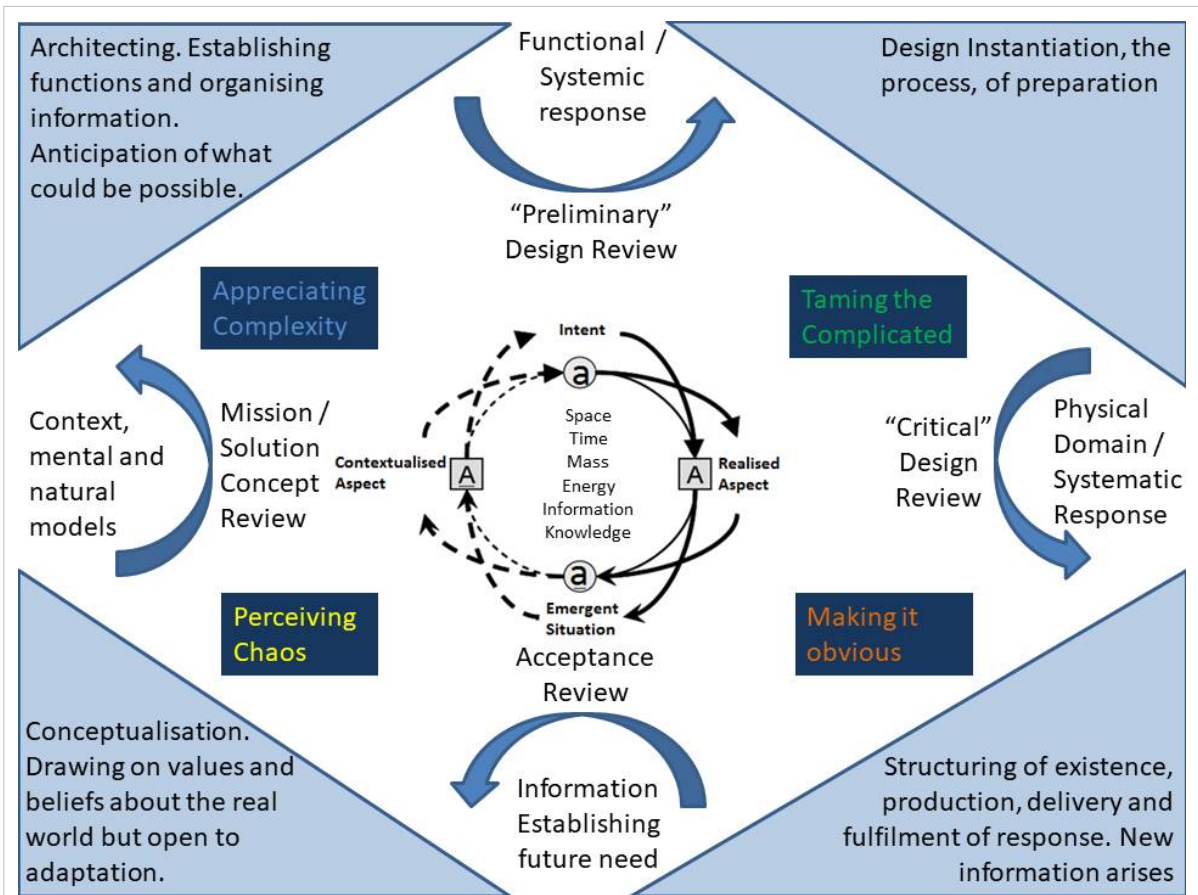 Architecting. Establishing
functions and organising
information.
Anticipation of what
could be possible.
Functional /
Systemic
response
Design Instantiation, the
process, of preparation
“Preliminary”
Design Review
Appreciating
Complexity
Taming the
Complicated
Context,
mental and
natural
models
Mission /
Solution
Concept
Review
Intent
a
Contextualised
Aspect
A
Space
Time
Mass
Energy
Information
Knowledge
A
Realised
Aspect
a
Emergent
Situation
“Critical”
Design
Review
Physical
Domain /
Systematic
Response
Perceiving
Chaos
Acceptance
Review
Making it
obvious
Conceptualisation.
Drawing on values and
beliefs about the real
world but open to
adaptation.
Information
Establishing
future need
Structuring of existence,
production, delivery and
fulfilment of response. New
information arises